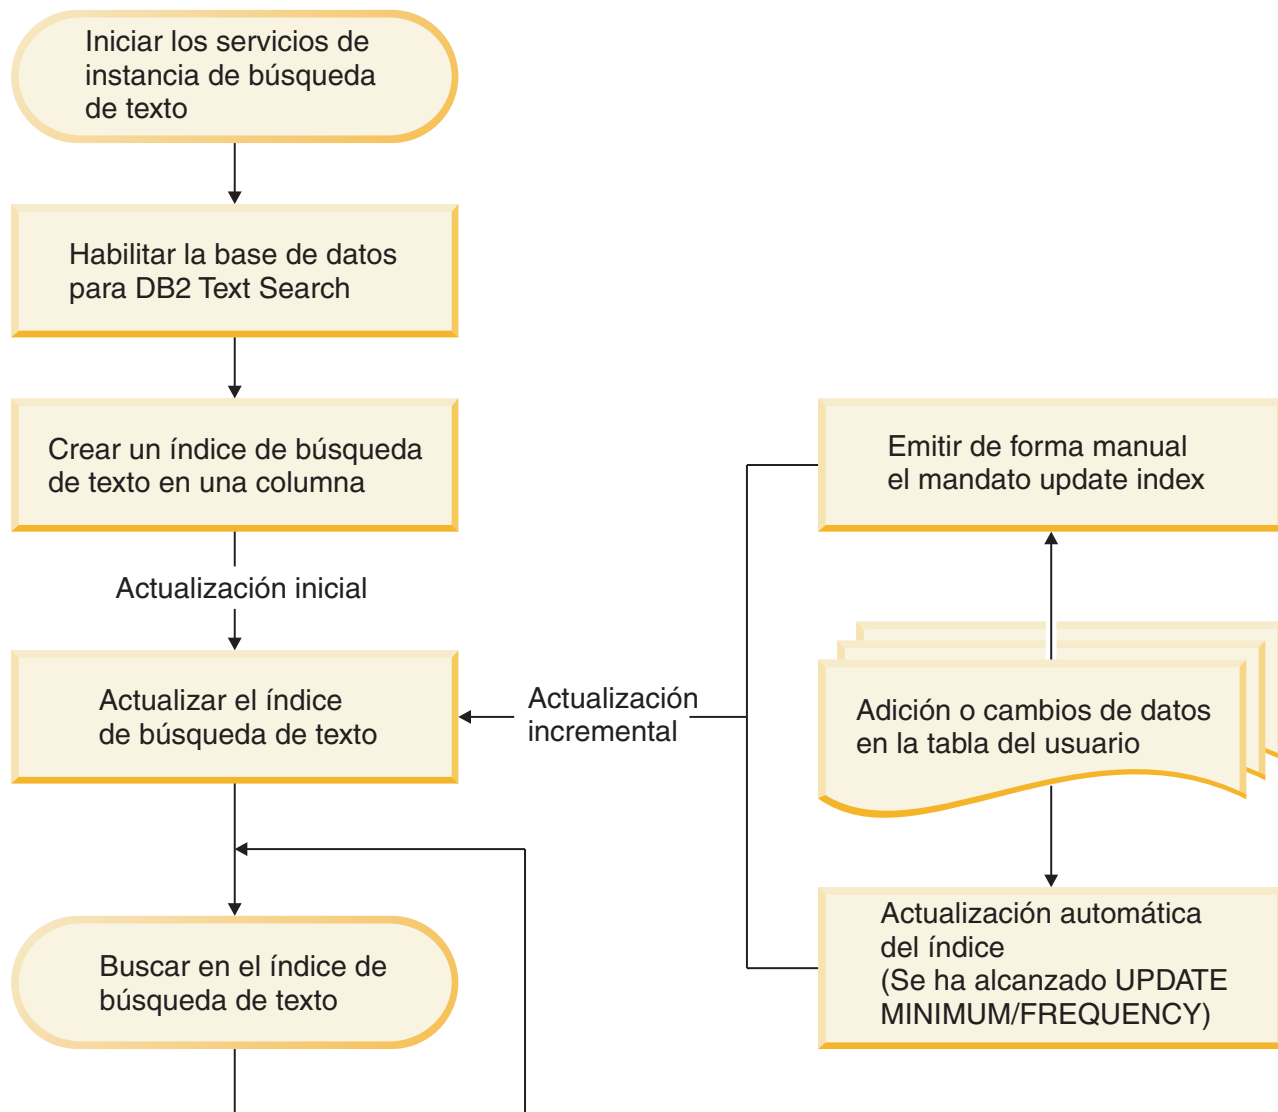 Iniciar los servicios de
instancia de búsqueda
de texto
Habilitar la base de datos
para DB2 Text Search
Crear un índice de búsqueda
de texto en una columna
Actualización inicial
Actualizar el índice
de búsqueda de texto
Buscar en el índice de
búsqueda de texto
Actualización
incremental
Emitir de forma manual
el mandato update index
Adición o cambios de datos
en la tabla del usuario
Actualización automática
del índice
(Se ha alcanzado UPDATE
MINIMUM/FREQUENCY)